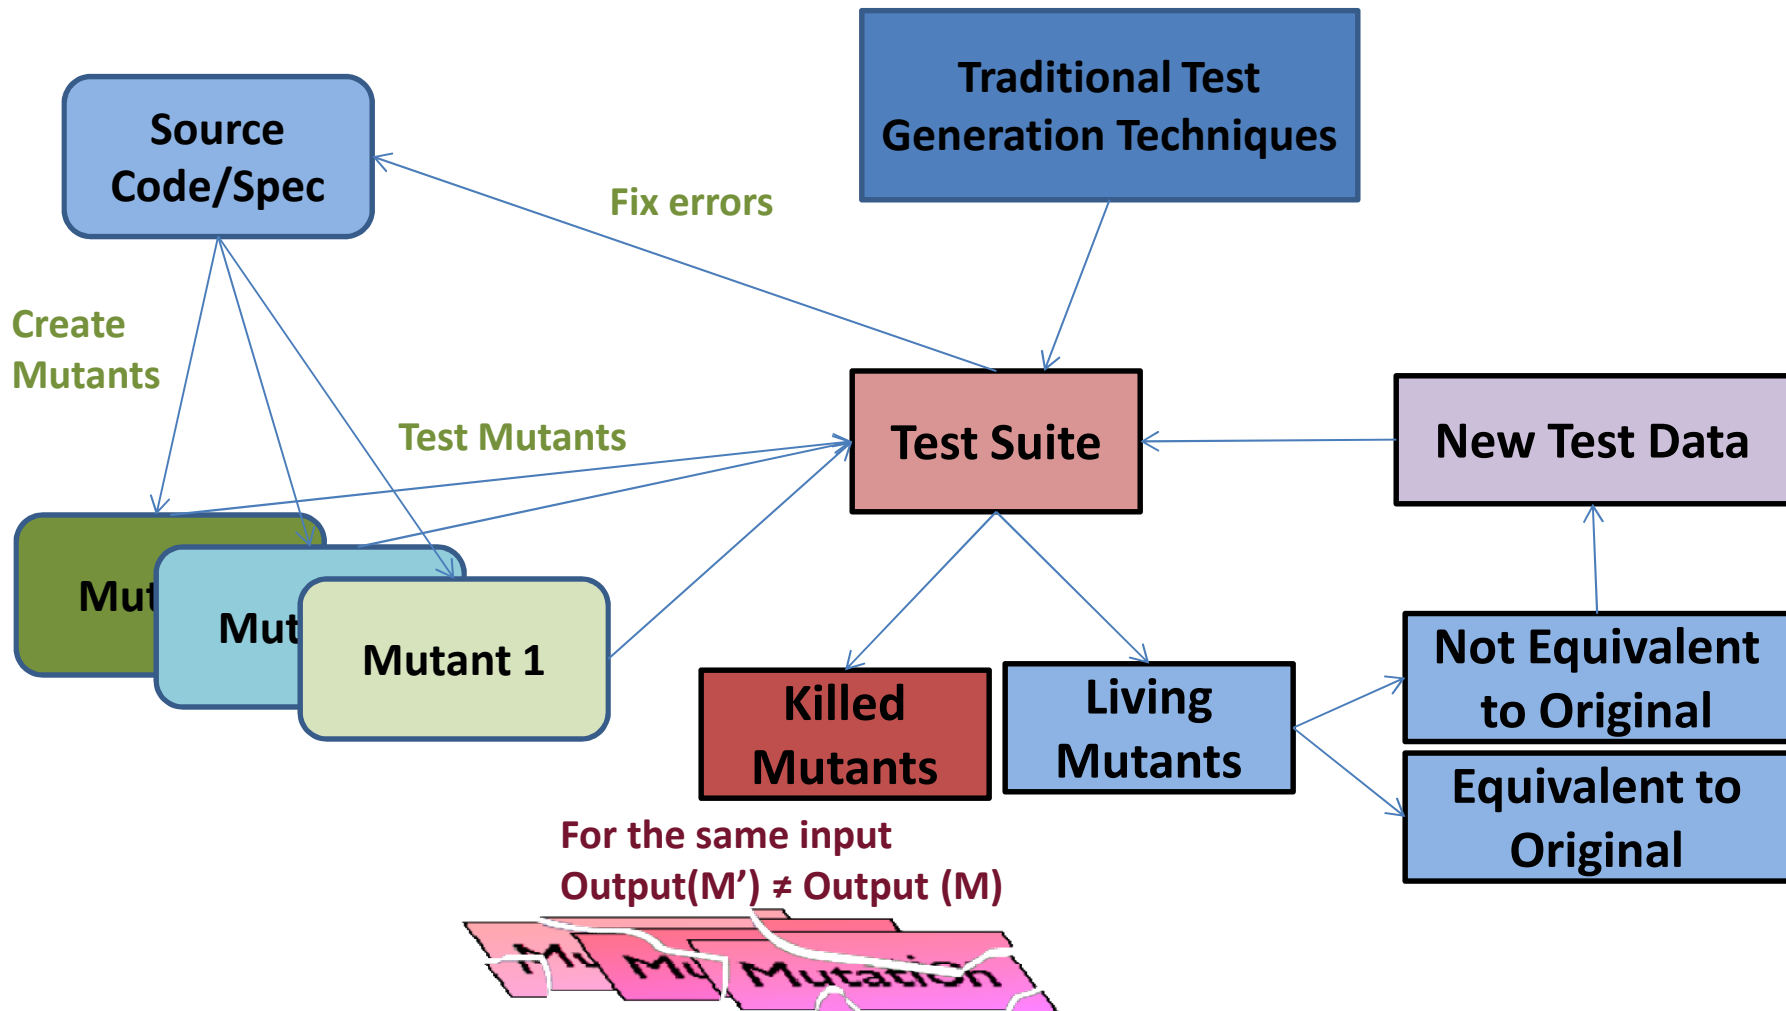 Traditional Test
Generation Techniques
Source
Code/Spec
Fix errors
Create
Mutants
Test Mutants
Test Suite
New Test Data
Mutant 1
Killed
Mutants
Living
Mutants
Not Equivalent
to Original
Equivalent to
Original
For the same input
Output(M’) ≠ Output (M)
Mutation